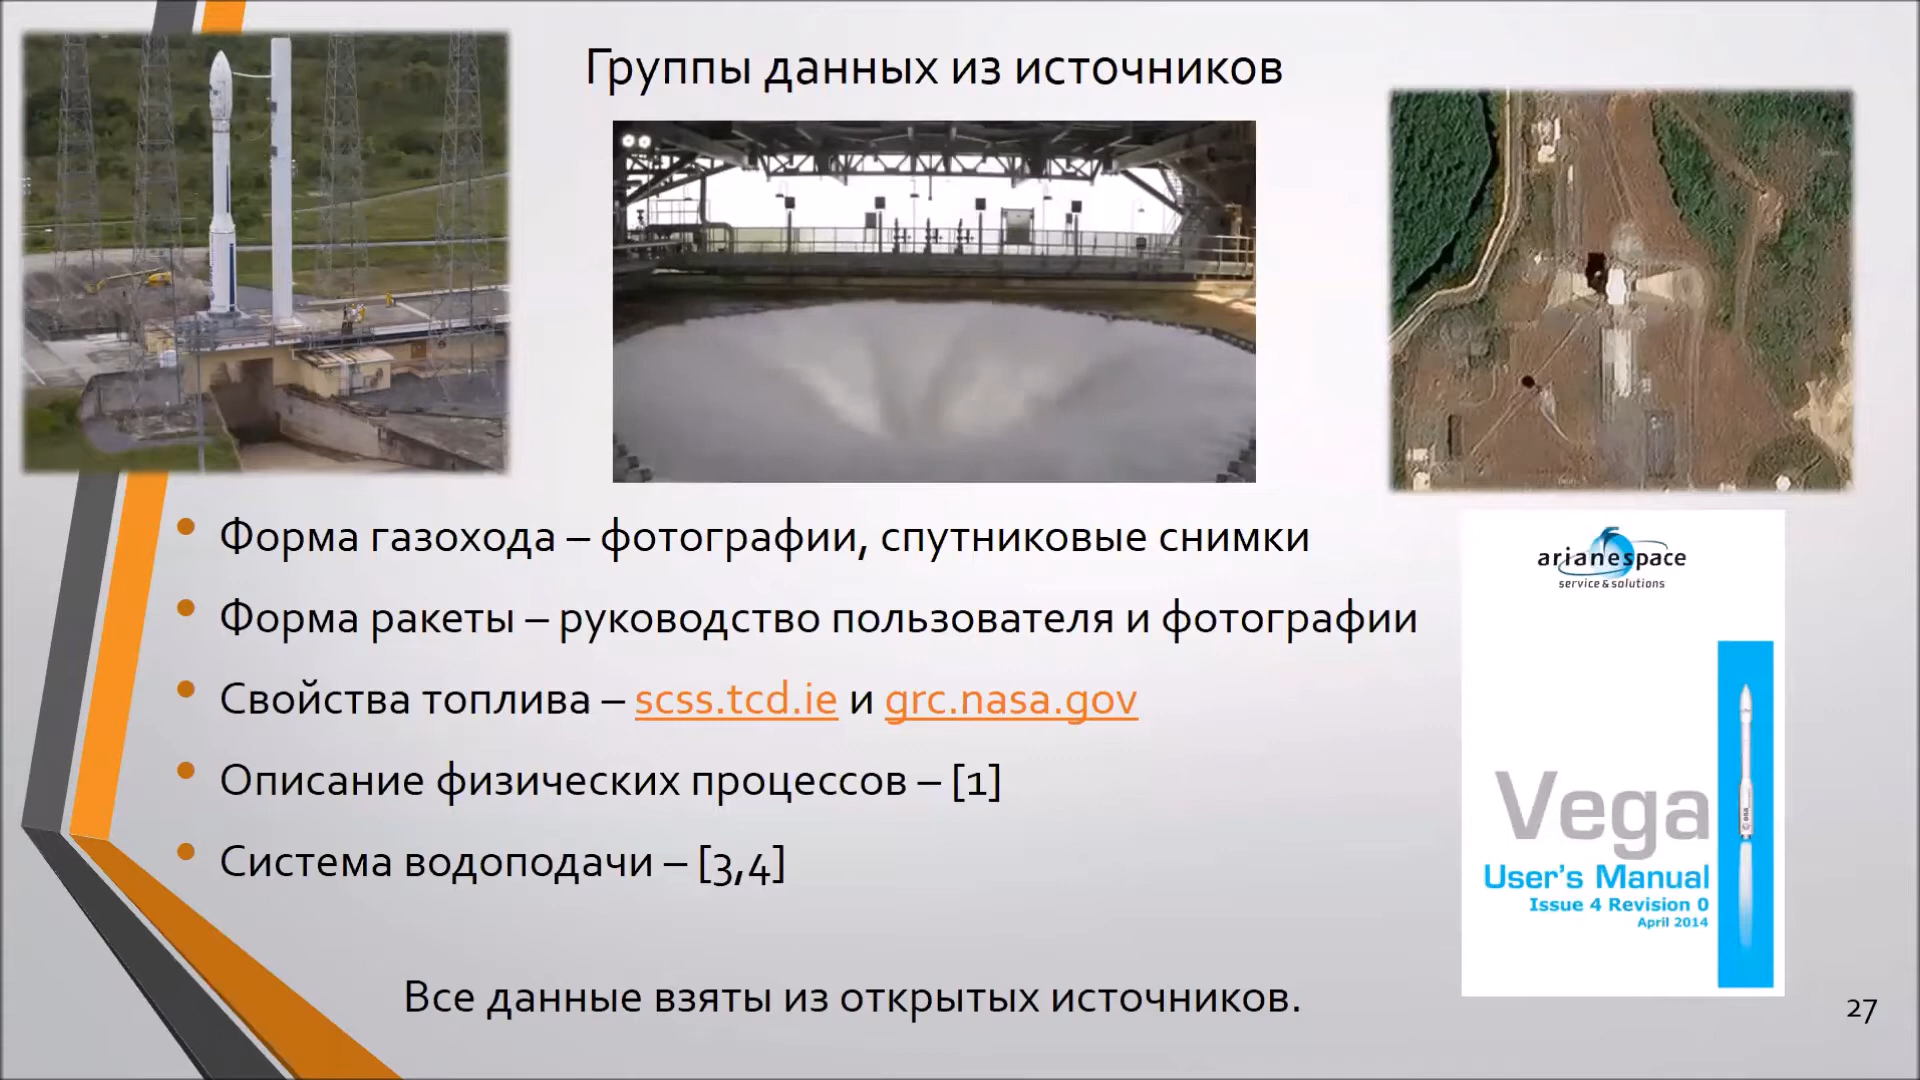 Группы данных из источников
Форма газохода – фотографии, спутниковые снимки
Форма ракеты – руководство пользователя и фотографии
Свойства топлива – scss.tcd.ie и grc.nasa.gov
Описание физических процессов – [1]
Система водоподачи – [3,4]
Все данные взяты из открытых источников.
arianespace
service & solutions
Vega
User's Manual
Issue 4 Revision 0
April 2014
esa
27